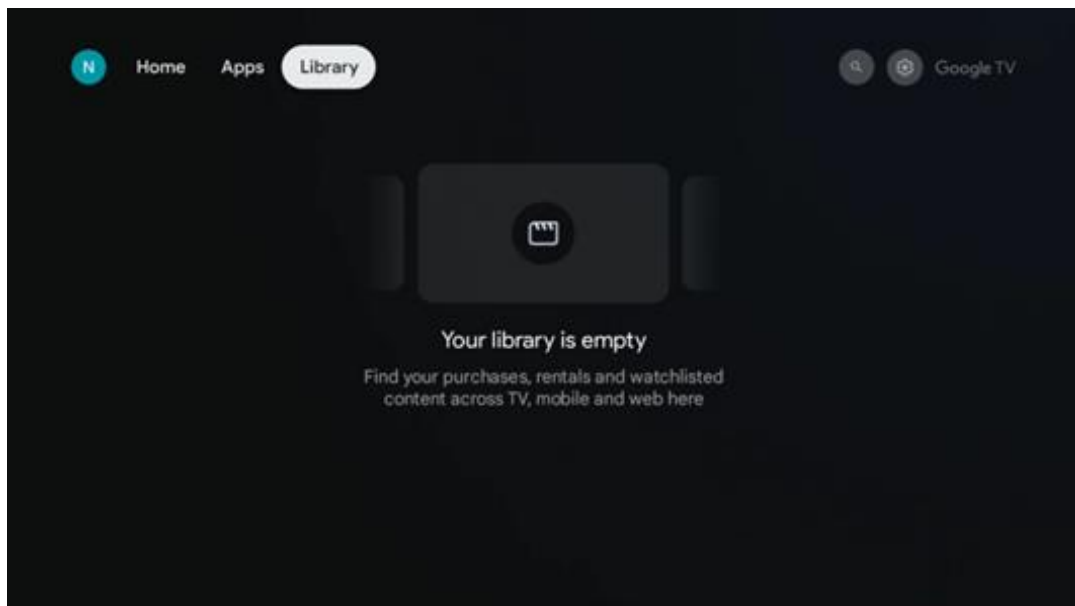 N Home Apps Library Google TV
Your library is empty
Find your purchases, rentals and watchlisted
content across TV, mobile and web here